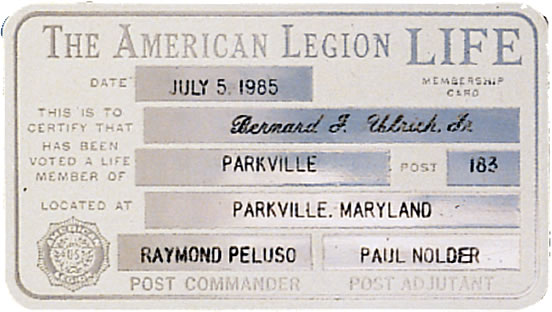 THE AMERICAN LEGION LIFE
MEMBERSHIP
CARD
DATE JULY 5, 1985
THIS IS TO
CERTIFY THAT
Bernard F. Uhlrich, Jr.
HAS BEEN
VOTED A LIFE
MEMBER OF
PARKVILLE POST 183
LOCATED AT PARKVILLE, MARYLAND
RAYMOND PELUSO PAUL NOLDER
POST COMMANDER POST ADJUTANT